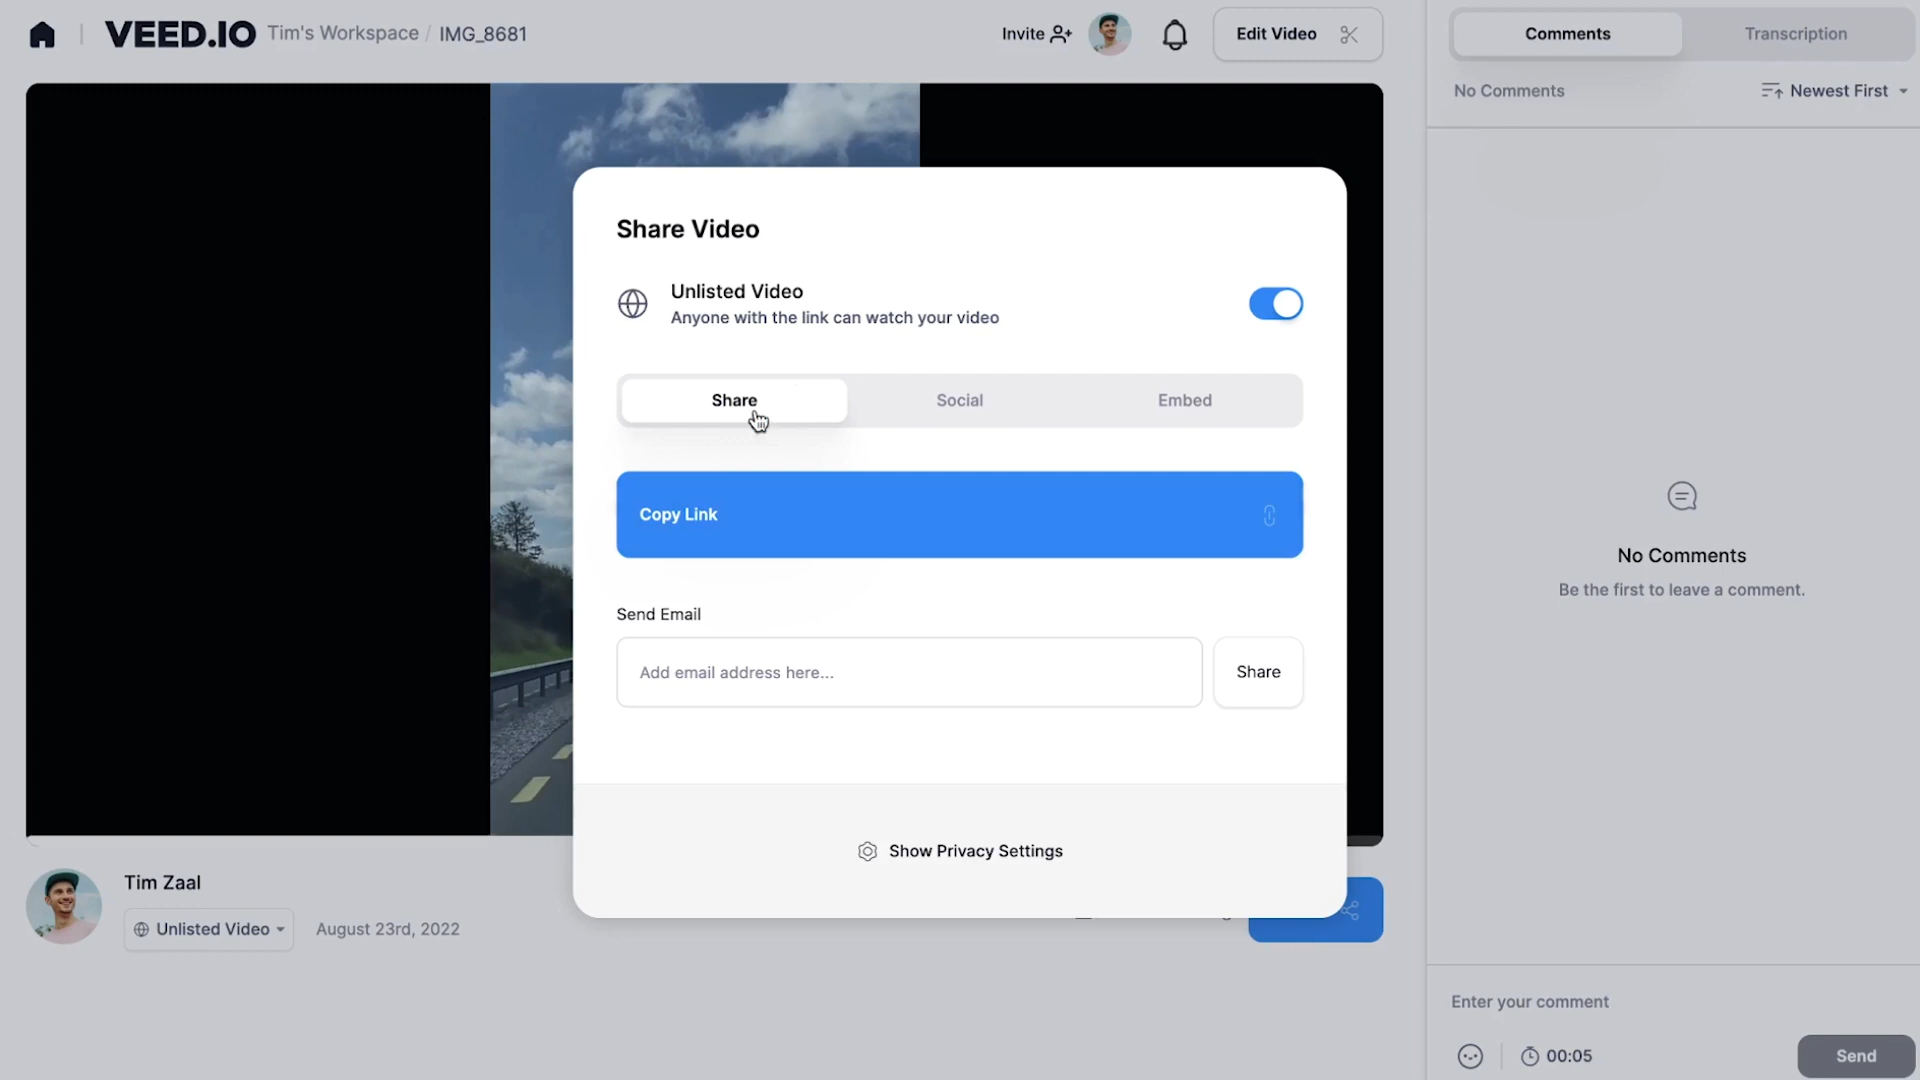 VEED.IO Tim's Workspace / IMG_8681
Invite
Edit Video
Comments
Transcription
No Comments
Newest First
Share Video
Unlisted Video
Anyone with the link can watch your video
Share
Social
Embed
Copy Link
Send Email
Add email address here...
Share
Show Privacy Settings
No Comments
Be the first to leave a comment.
Tim Zaal
Unlisted Video
August 23rd, 2022
Enter your comment
00:05
Send